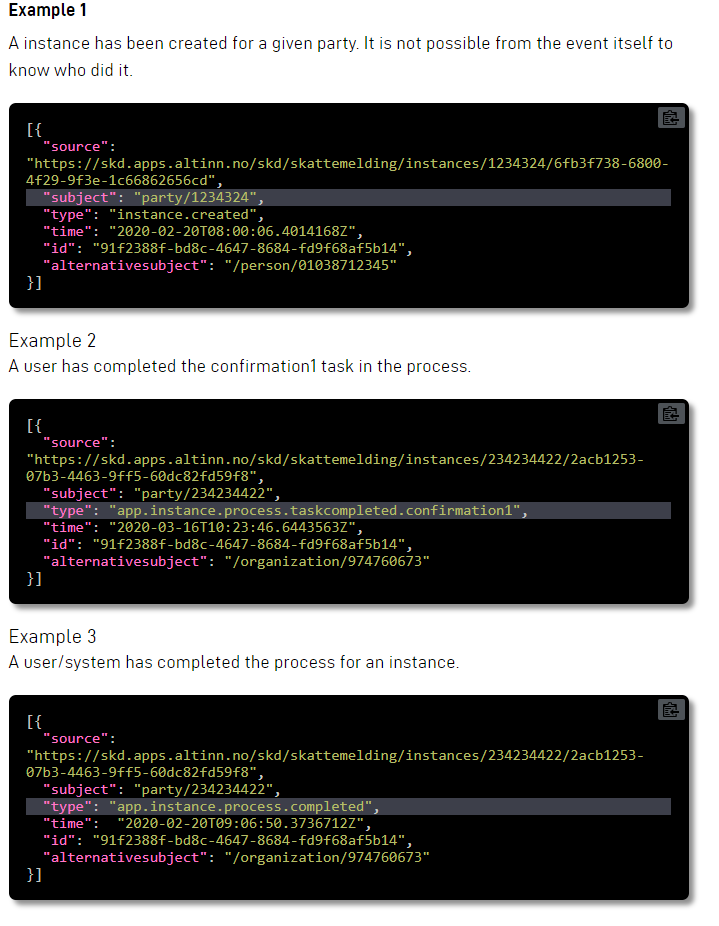 Example 1
A instance has been created for a given party. It is not possible from the event itself to
know who did it.
[{
"source":
"https://skd.apps.altinn.no/skd/skattemelding/instances/1234324/6fb3f738-6800-
4f29-9f3e-1c66862656cd",
"subject": "party/1234324",
"type": "instance.created",
"time": "2020-02-20T08:00:06.4014168Z",
"id": "91f2388f-bd8c-4647-8684-fd9f68af5b14",
"alternativesubject": "/person/01038712345"
}]
Example 2
A user has completed the confirmation1 task in the process.
[{
"source":
"https://skd.apps.altinn.no/skd/skattemelding/instances/234234422/2acb1253-
07b3-4463-9ff5-60dc82fd59f8",
"subject": "party/234234422",
"type": "app.instance.process.taskcompleted.confirmation1",
"time": "2020-03-16T10:23:46.6443563Z",
"id": "91f2388f-bd8c-4647-8684-fd9f68af5b14",
"alternativesubject": "/organization/974760673"
}]
Example 3
A user/system has completed the process for an instance.
[{
"source":
"https://skd.apps.altinn.no/skd/skattemelding/instances/234234422/2acb1253-
07b3-4463-9ff5-60dc82fd59f8",
"subject": "party/234234422",
"type": "app.instance.process.completed",
"time":  "2020-02-20T09:06:50.3736712Z",
"id": "91f2388f-bd8c-4647-8684-fd9f68af5b14",
"alternativesubject": "/organization/974760673"
}]